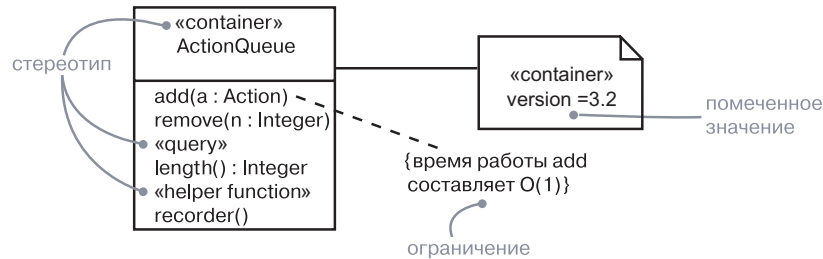 «container»
ActionQueue
стереотип
add(a : Action)
remove(n : Integer)
«query»
length() : Integer
«helper function»
recorder()
«container»
version =3.2
помеченное
значение
{время работы add
составляет O(1)}
ограничение